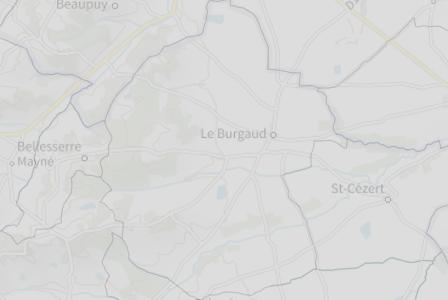 Beaupuy
D
Le Burgaud
Bellesserre
Mayne
St-Cézert